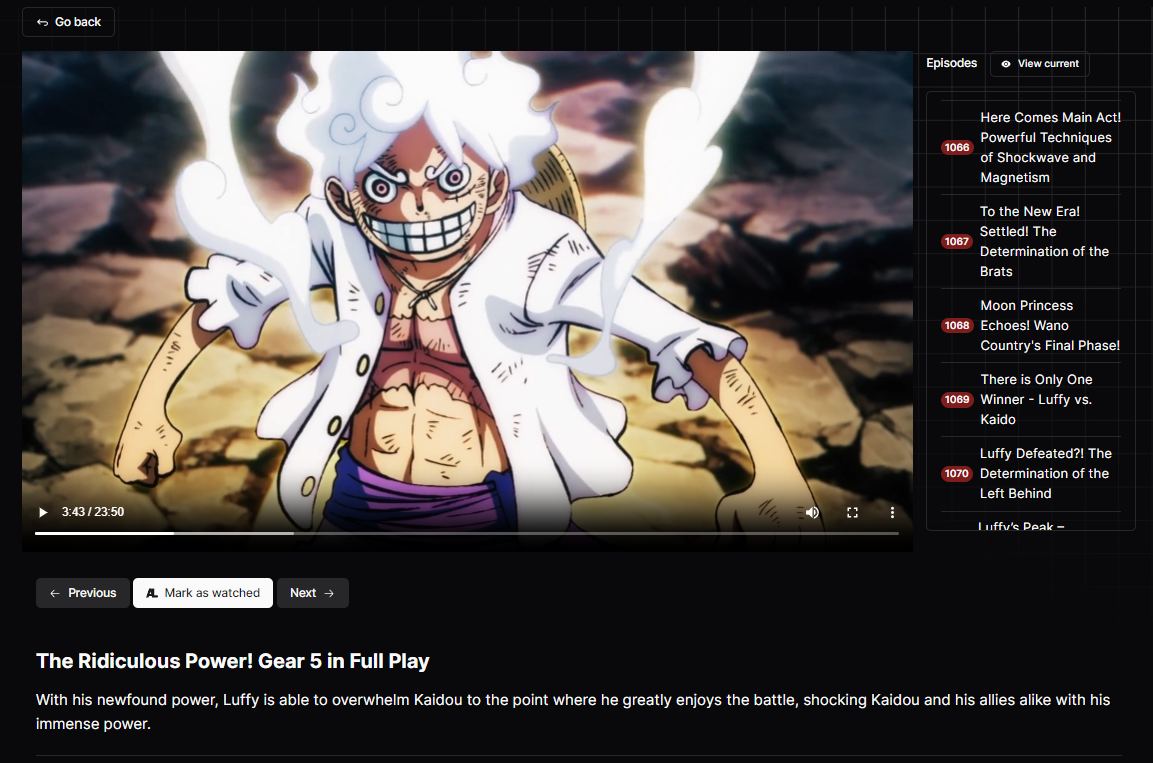 Go back
Episodes
View current
1066
Here Comes Main Act!
Powerful Techniques
of Shockwave and
Magnetism
1067
To the New Era!
Settled! The
Determination of the
Brats
1068
Moon Princess
Echoes! Wano
Country's Final Phase!
1069
There is Only One
Winner - Luffy vs.
Kaido
1070
Luffy Defeated?! The
Determination of the
Left Behind
Luffy's Peak –
3:43 / 23:50
Previous
AL Mark as watched
Next
The Ridiculous Power! Gear 5 in Full Play
With his newfound power, Luffy is able to overwhelm Kaidou to the point where he greatly enjoys the battle, shocking Kaidou and his allies alike with his
immense power.